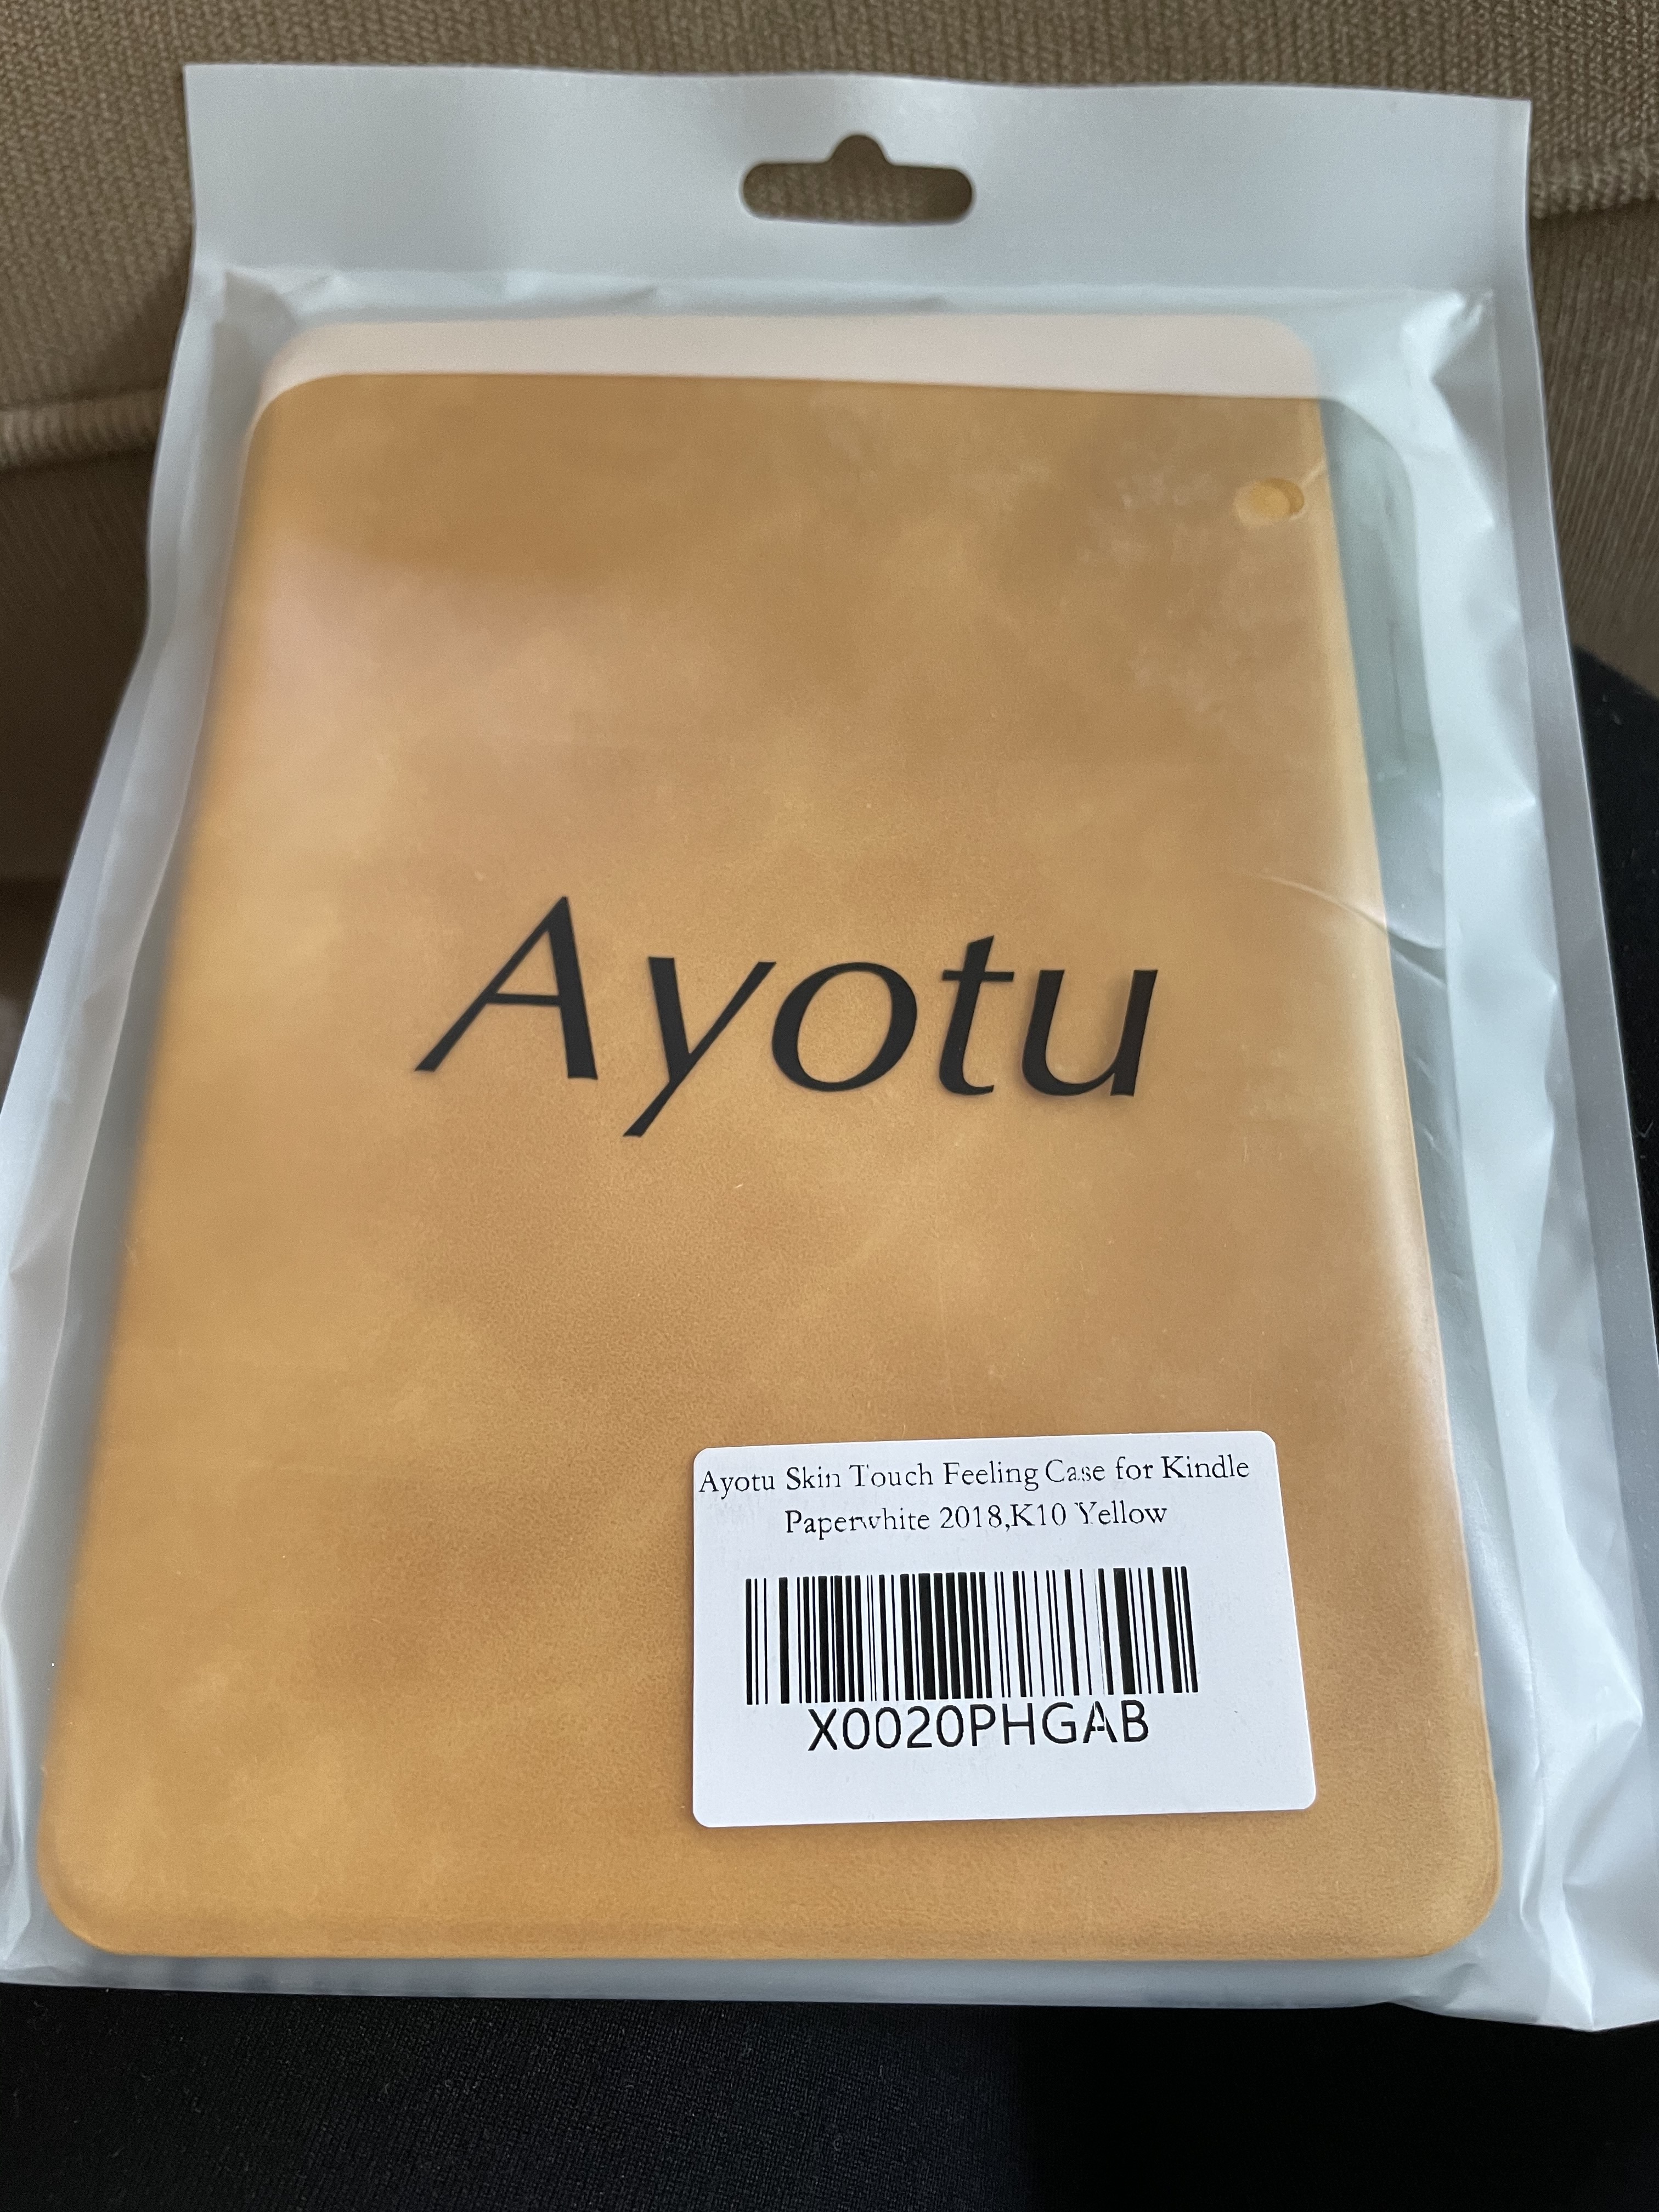 Ayotu
Ayotu Skin Touch Feeling Case for Kindle
Paperwhite 2018,K10 Yellow
X0020PHGAB